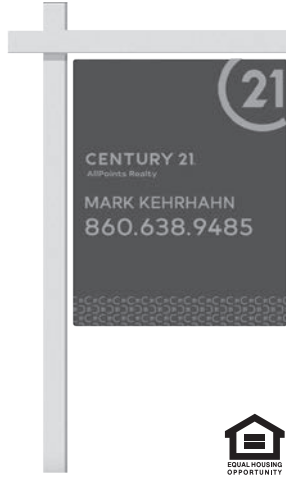 21
CENTURY 21
AllPoints Realty
MARK KEHRHAHN
860.638.9485
EQUAL HOUSING
OPPORTUNITY